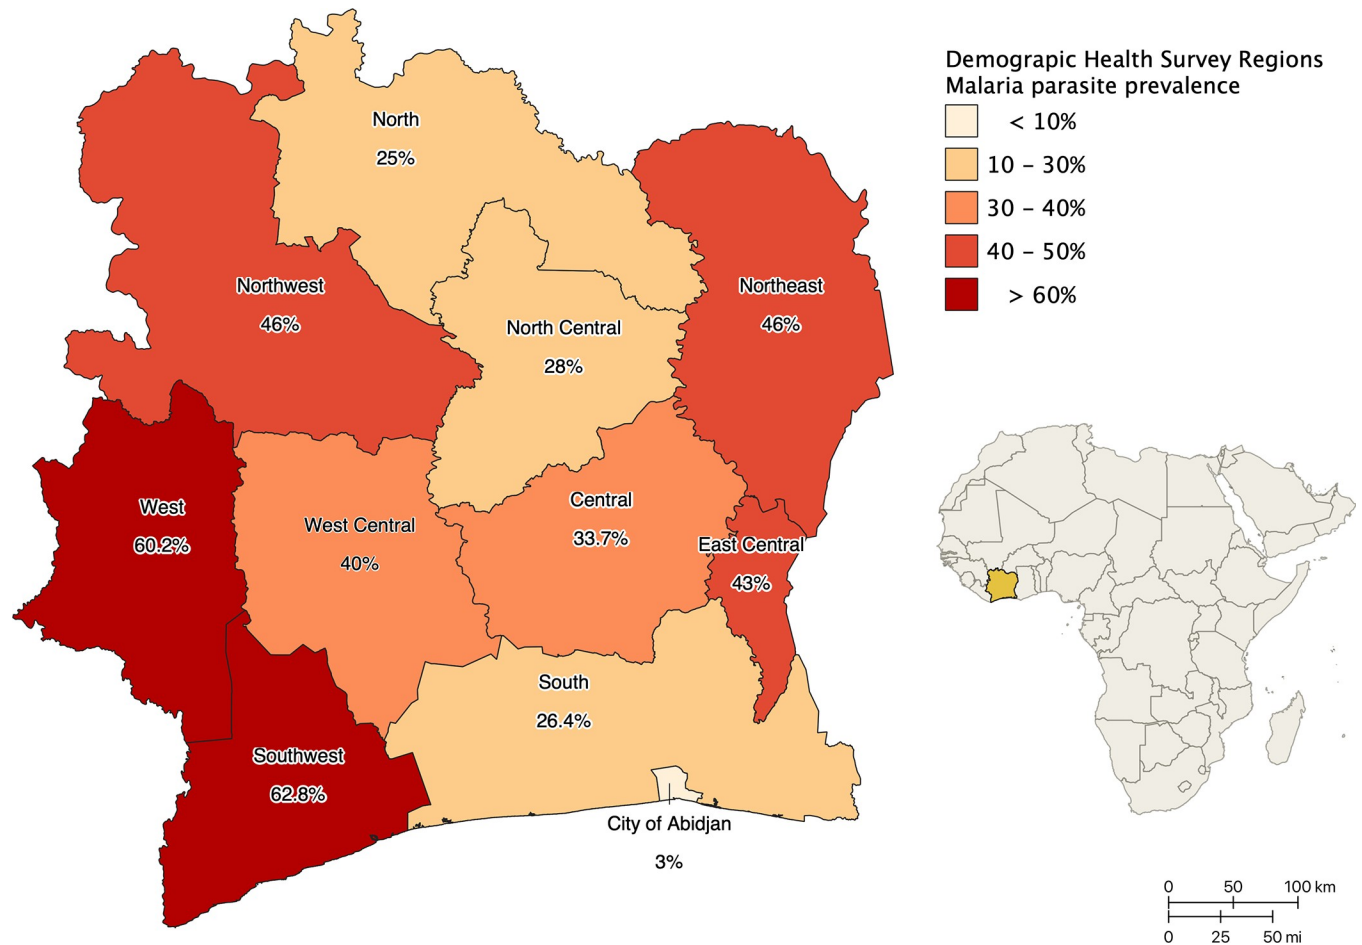 North
25%
Northwest
46%
North Central
28%
Northeast
46%
West
60.2%
West Central
40%
Central
33.7%
East Central
43%
South
26.4%
Southwest
62.8%
City of Abidjan
3%
Demograpic Health Survey Regions
Malaria parasite prevalence
< 10%
10 – 30%
30 – 40%
40 – 50%
> 60%
0 50 100 km
0 25 50 mi